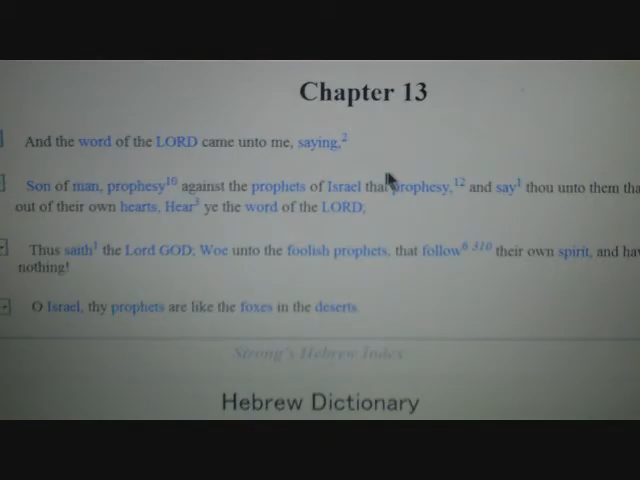 Chapter 13
And the word of the LORD came unto me, saying,2
Son of man, prophesy10 against the prophets of Israel that prophesy,12 and say1 thou unto them tha
out of their own hearts, Hear3 ye the word of the LORD;
Thus saith1 the Lord GOD; Woe unto the foolish prophets, that follow6 310 their own spirit, and hav
nothing!
O Israel, thy prophets are like the foxes in the deserts
Strong's Hebrew Index
Hebrew Dictionary